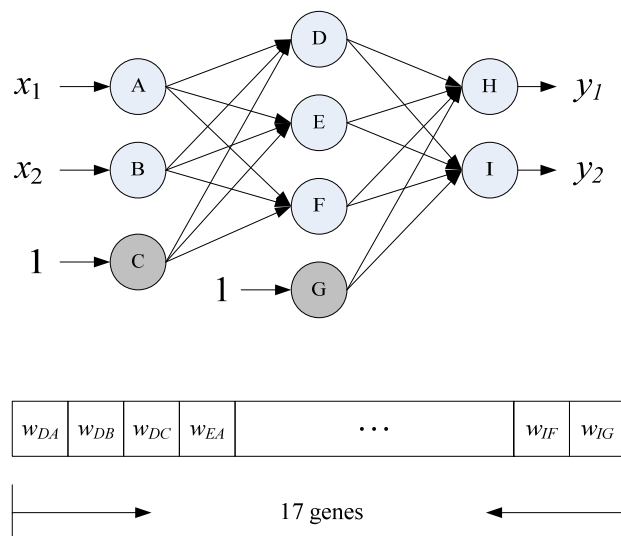 D
x1 A H y1
E
x2 B I y2
F
1 C
1 G
wDA wDB wDC wEA ··· wIF wIG
17 genes